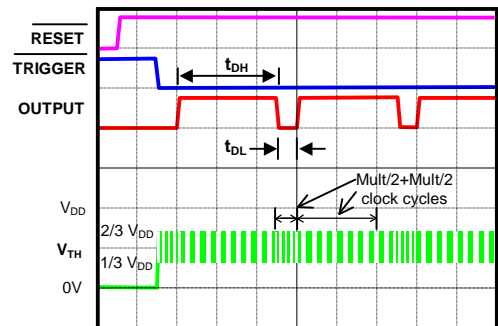 RESET
TRIGGER
tDH
OUTPUT
tDL
Mult/2+Mult/2
clock cycles
VDD
2/3 VDD
VTH
1/3 VDD
0V